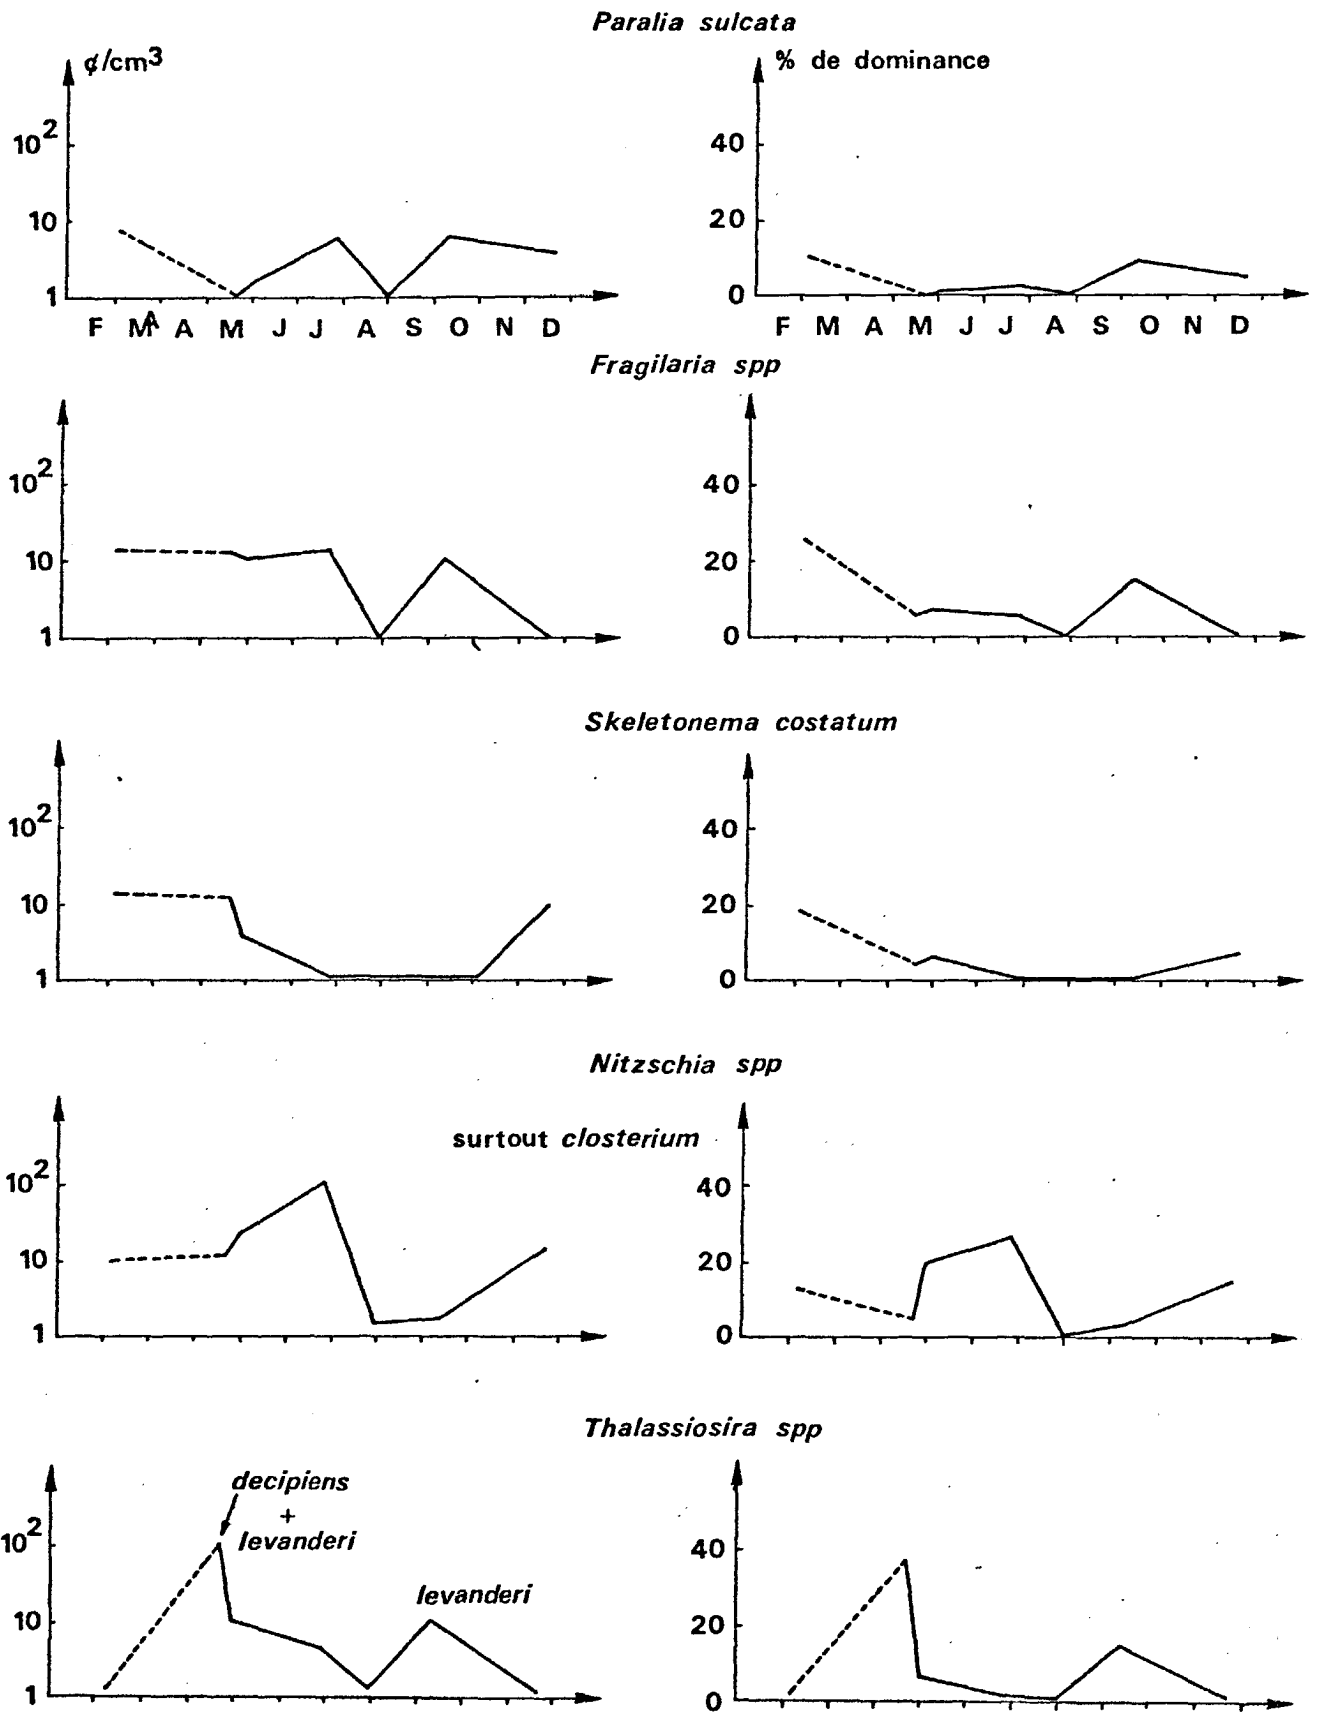 Paralia sulcata
¢/cm³
% de dominance
10²
40
10
20
1
0
F M A A M J J A S O N D
F M A M J J A S O N D
Fragilaria spp
10²
40
10
20
1
0
Skeletonema costatum
10²
40
10
20
1
0
Nitzschia spp
surtout closterium
10²
40
10
20
1
0
Thalassiosira spp
decipiens
+
levanderi
10²
40
levanderi
10
20
1
0